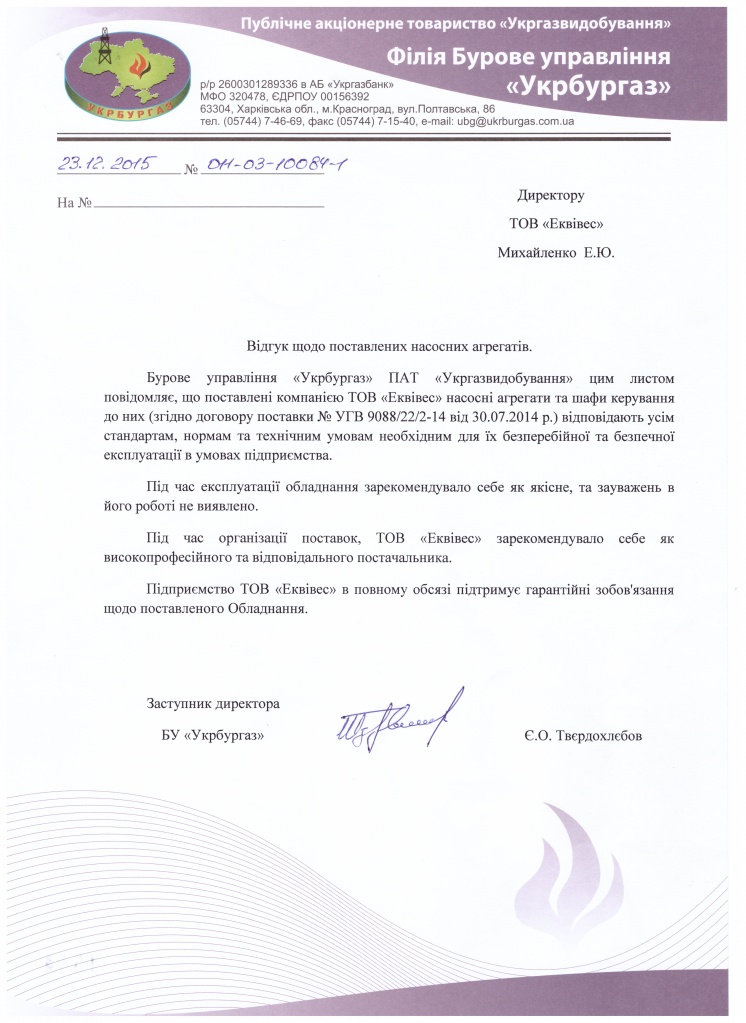 Публічне акціонерне товариство «Укргазвидобування»
Філія Бурове управління
«Укрбургаз»
УКРБУРГАЗ
р/р 2600301289336 в АБ «Укргазбанк»
МФО 320478, ЄДРПОУ 00156392
63304, Харківська обл., м.Красноград, вул.Полтавська, 86
тел. (05744) 7-46-69, факс (05744) 7-15-40, e-mail: ubg@ukrburgas.com.ua
23.12.2015 № ОН-03-10084-1
На №
Директору
ТОВ «Еквівес»
Михайленко Е.Ю.
Відгук щодо поставлених насосних агрегатів.
Бурове управління «Укрбургаз» ПАТ «Укргазвидобування» цим листом
повідомляє, що поставлені компанією ТОВ «Еквівес» насосні агрегати та шафи керування
до них (згідно договору поставки № УГВ 9088/22/2-14 від 30.07.2014 р.) відповідають усім
стандартам, нормам та технічним умовам необхідним для їх безперебійної та безпечної
експлуатації в умовах підприємства.
Під час експлуатації обладнання зарекомендувало себе як якісне, та зауважень в
його роботі не виявлено.
Під час організації поставок, ТОВ «Еквівес» зарекомендувало себе як
високопрофесійного та відповідального постачальника.
Підприємство ТОВ «Еквівес» в повному обсязі підтримує гарантійні зобов'язання
щодо поставленого Обладнання.
Заступник директора
БУ «Укрбургаз»
Є.О. Твєрдохлєбов